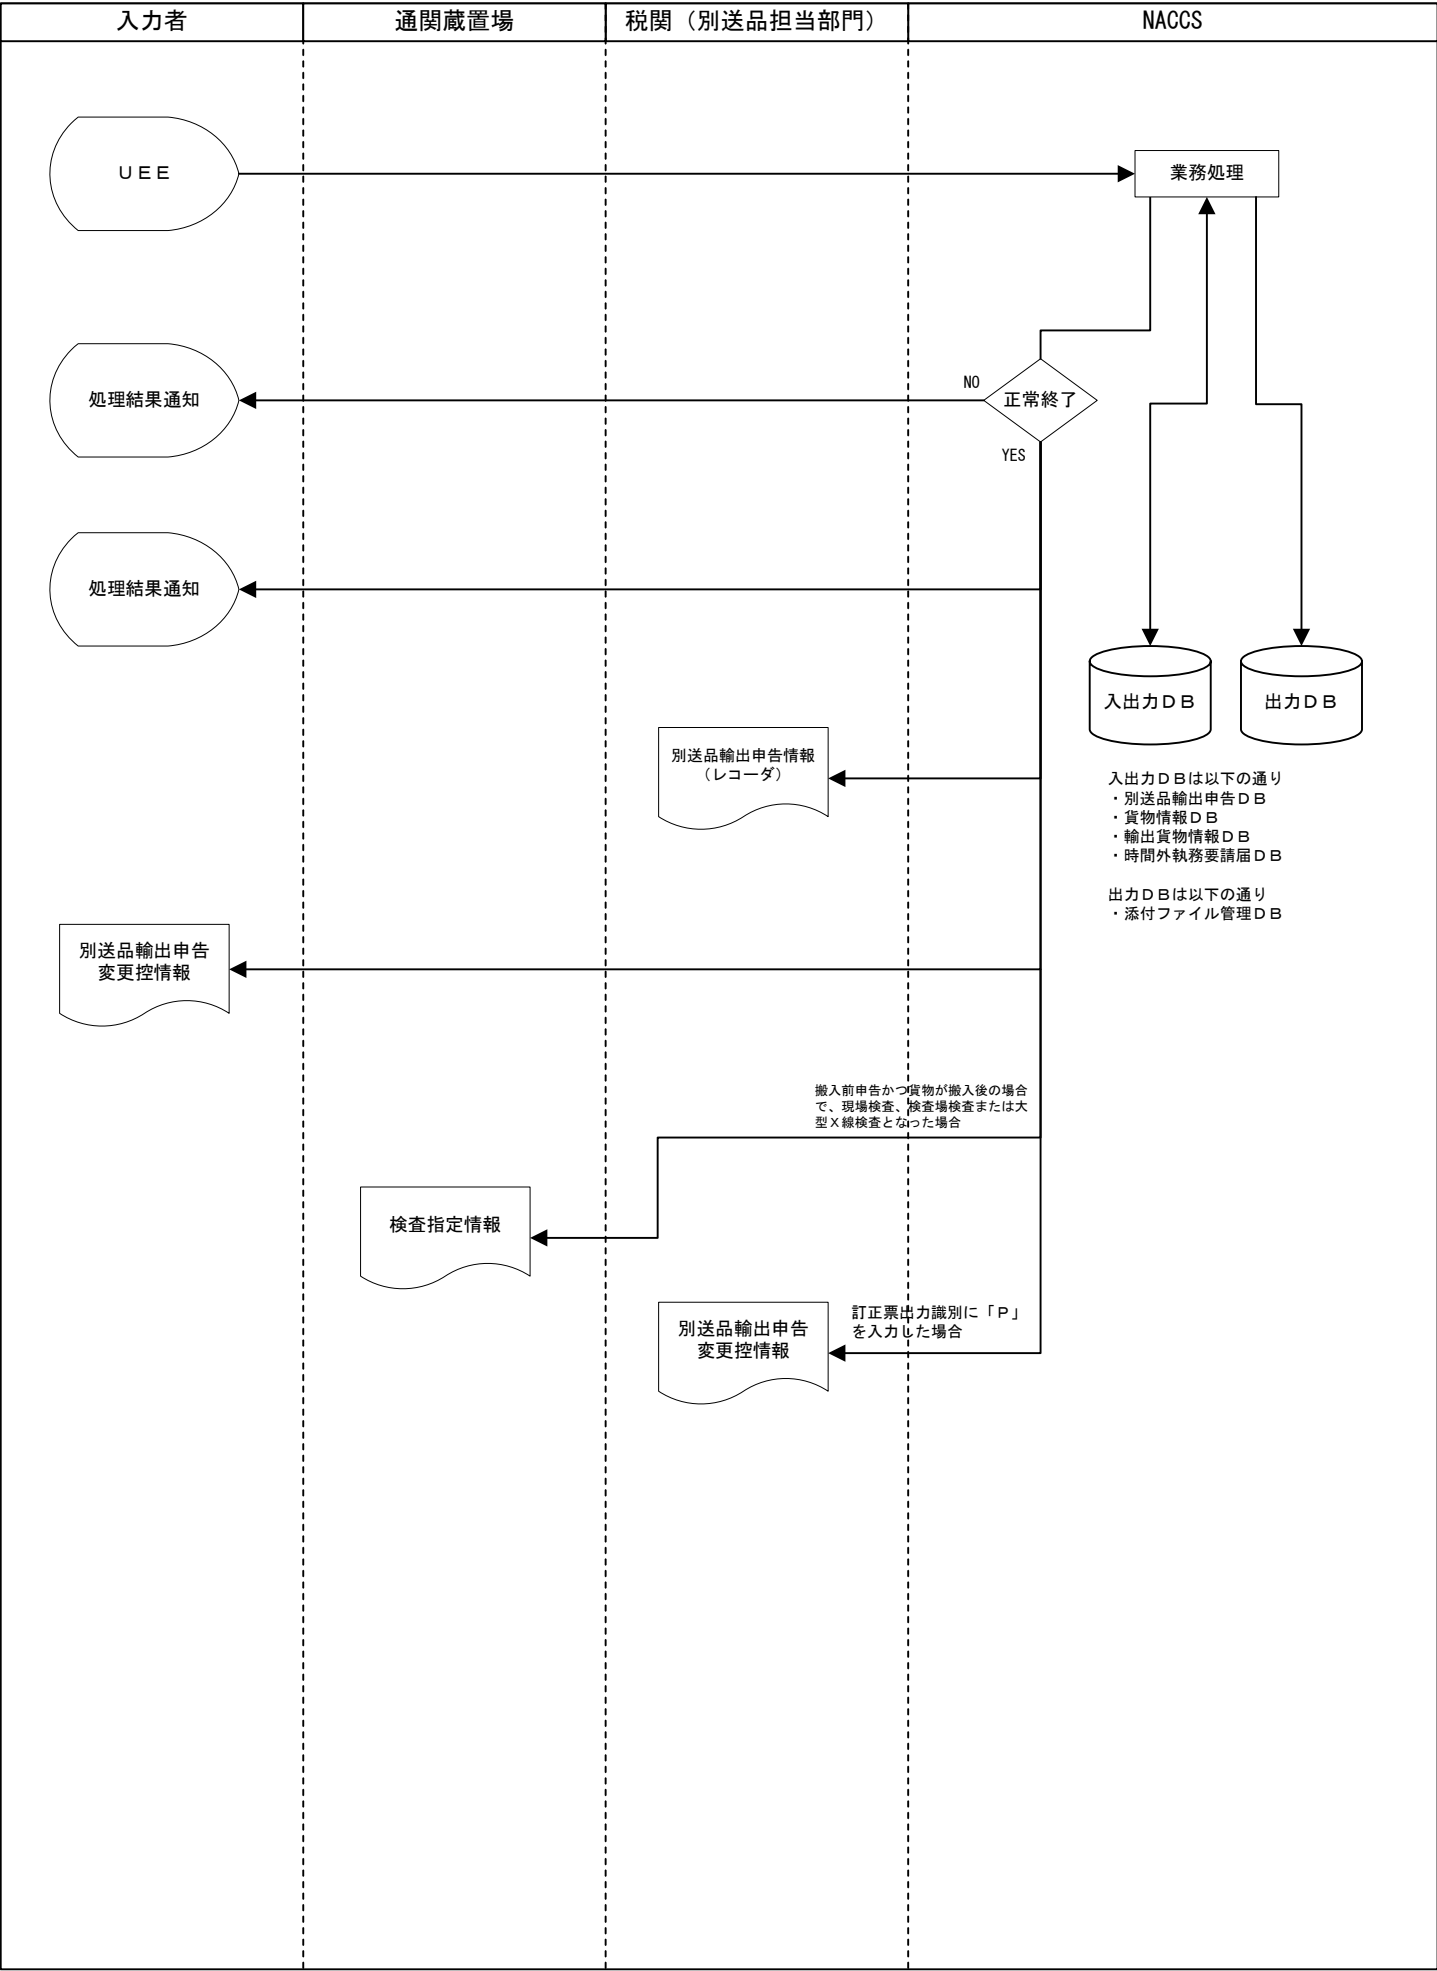 入力者
通関蔵置場
税関（別送品担当部門）
NACCS
ＵＥＥ
業務処理
処理結果通知
NO
正常終了
YES
処理結果通知
入出力ＤＢ
出力ＤＢ
別送品輸出申告情報
（レコーダ）
入出力ＤＢは以下の通り
・別送品輸出申告ＤＢ
・貨物情報ＤＢ
・輸出貨物情報ＤＢ
・時間外執務要請届ＤＢ
出力ＤＢは以下の通り
・添付ファイル管理ＤＢ
別送品輸出申告
変更控情報
搬入前申告かつ貨物が搬入後の場合
で、現場検査、検査場検査または大
型Ｘ線検査となった場合
検査指定情報
別送品輸出申告
変更控情報
訂正票出力識別に「Ｐ」
を入力した場合